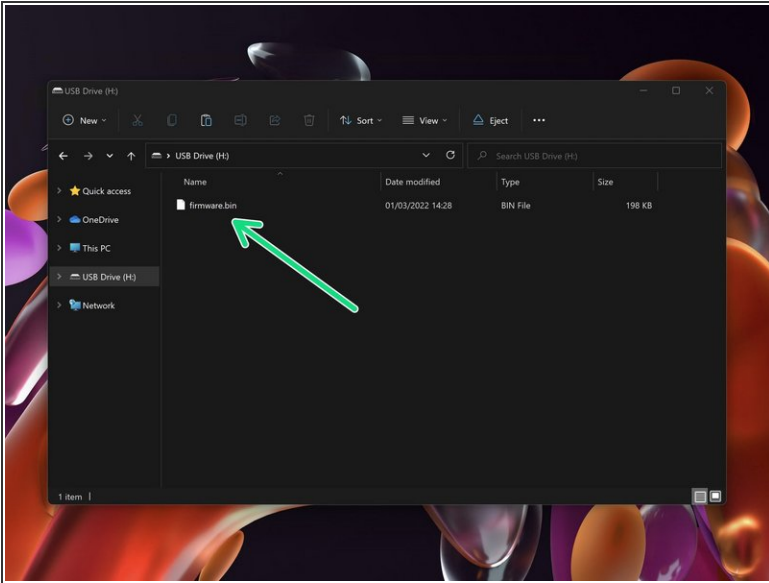 USB Drive (H:)
New
Sort
View
Eject
USB Drive (H:)
Search USB Drive (H:)
Name Date modified Type Size
Quick access
firmware.bin 01/03/2022 14:28 BIN File 198 KB
OneDrive
This PC
USB Drive (H:)
Network
1 item